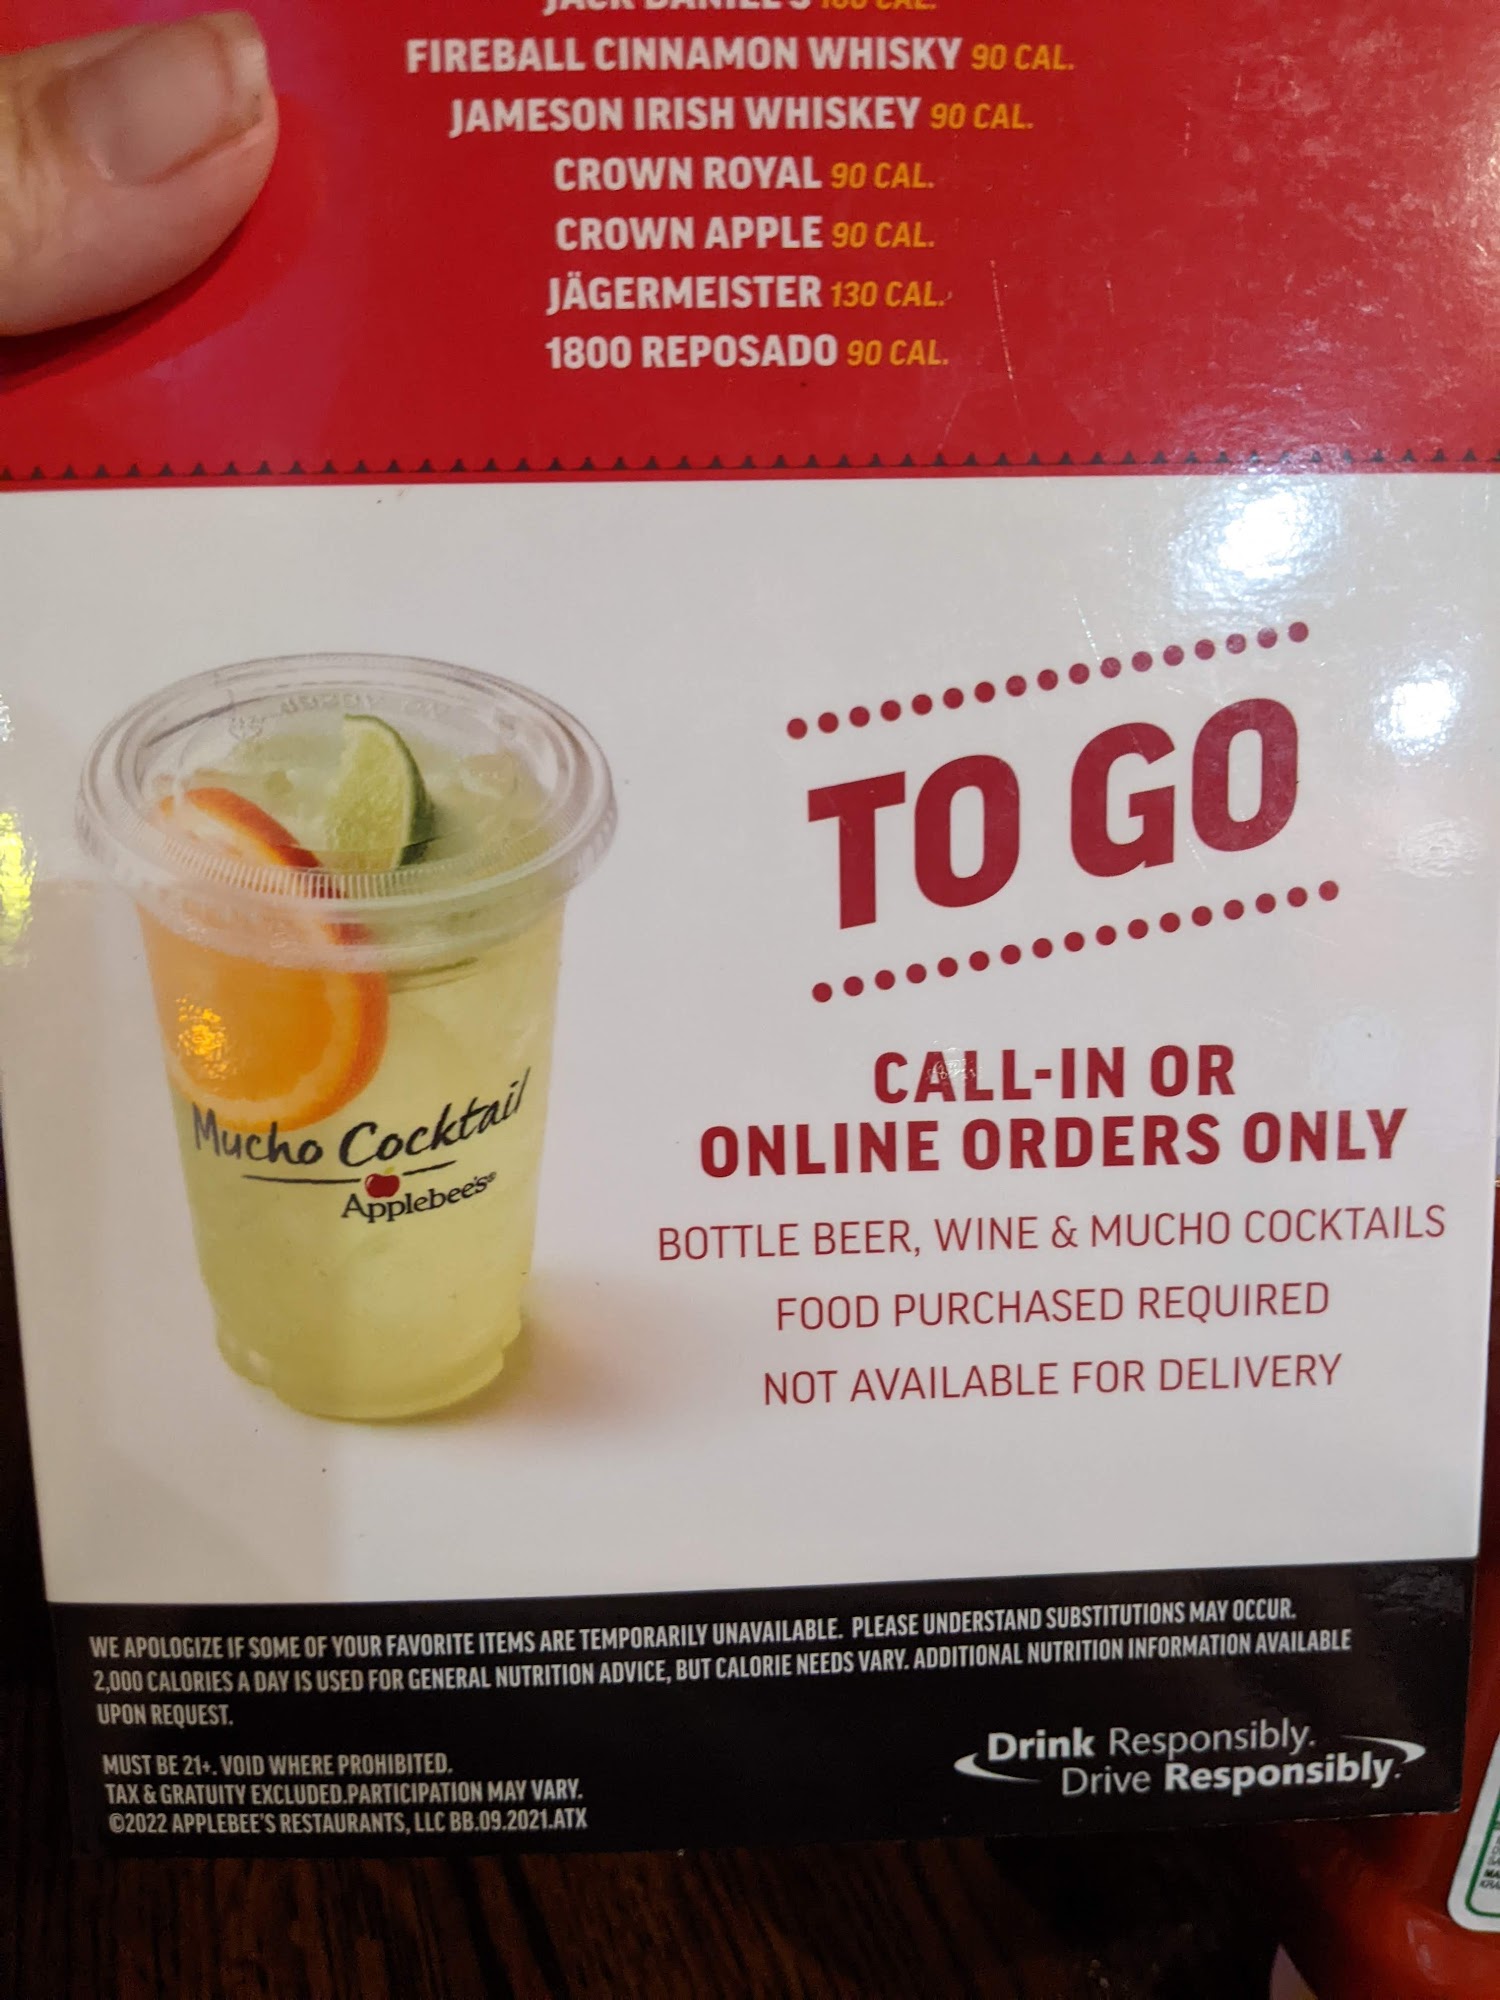 JACK DANIEL'S 100 CAL.
FIREBALL CINNAMON WHISKY 90 CAL.
JAMESON IRISH WHISKEY 90 CAL.
CROWN ROYAL 90 CAL.
CROWN APPLE 90 CAL.
JÄGERMEISTER 130 CAL.
1800 REPOSADO 90 CAL.
TO GO
Mucho Cocktail
Applebee's®
CALL-IN OR
ONLINE ORDERS ONLY
BOTTLE BEER, WINE & MUCHO COCKTAILS
FOOD PURCHASED REQUIRED
NOT AVAILABLE FOR DELIVERY
WE APOLOGIZE IF SOME OF YOUR FAVORITE ITEMS ARE TEMPORARILY UNAVAILABLE. PLEASE UNDERSTAND SUBSTITUTIONS MAY OCCUR.
2,000 CALORIES A DAY IS USED FOR GENERAL NUTRITION ADVICE, BUT CALORIE NEEDS VARY. ADDITIONAL NUTRITION INFORMATION AVAILABLE
UPON REQUEST.
MUST BE 21+. VOID WHERE PROHIBITED.
TAX & GRATUITY EXCLUDED.PARTICIPATION MAY VARY.
©2022 APPLEBEE'S RESTAURANTS, LLC BB.09.2021.ATX
Drink Responsibly.
Drive Responsibly.